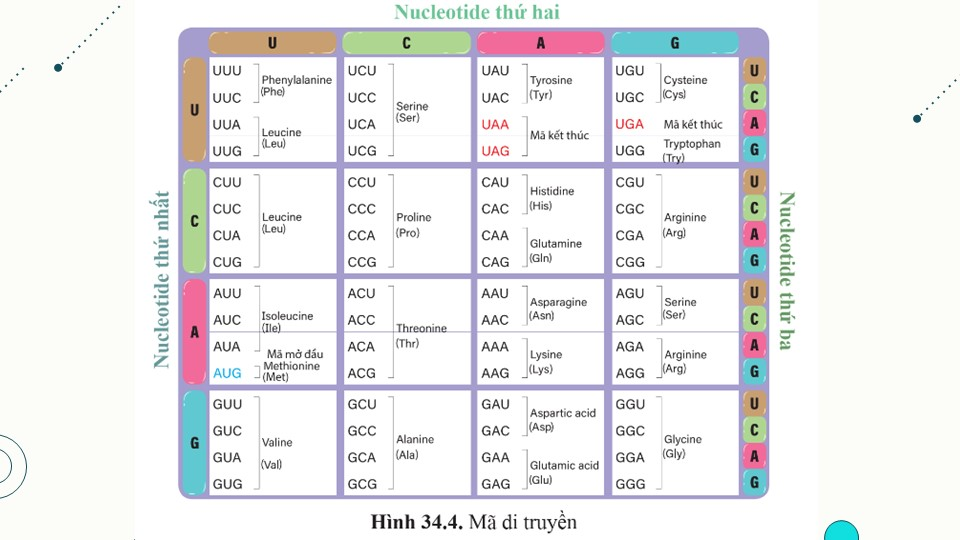 Nucleotide thứ hai
U C A G
Nucleotide thứ nhất
U
UUU
UUC
Phenylalanine
(Phe)
UUA
UUG
Leucine
(Leu)
UCU
UCC
UCA
UCG
Serine
(Ser)
UAU
UAC
Tyrosine
(Tyr)
UAA
UAG
Mã kết thúc
UGU
UGC
Cysteine
(Cys)
UGA Mã kết thúc
UGG Tryptophan
(Try)
U
C
A
G
C
CUU
CUC
CUA
CUG
Leucine
(Leu)
CCU
CCC
CCA
CCG
Proline
(Pro)
CAU
CAC
Histidine
(His)
CAA
CAG
Glutamine
(Gln)
CGU
CGC
CGA
CGG
Arginine
(Arg)
U
C
A
G
A
AUU
AUC
AUA
Isoleucine
(Ile)
Mã mở đầu
AUG Methionine
(Met)
ACU
ACC
ACA
ACG
Threonine
(Thr)
AAU
AAC
Asparagine
(Asn)
AAA
AAG
Lysine
(Lys)
AGU
AGC
Serine
(Ser)
AGA
AGG
Arginine
(Arg)
U
C
A
G
G
GUU
GUC
GUA
GUG
Valine
(Val)
GCU
GCC
GCA
GCG
Alanine
(Ala)
GAU
GAC
Aspartic acid
(Asp)
GAA
GAG
Glutamic acid
(Glu)
GGU
GGC
GGA
GGG
Glycine
(Gly)
U
C
A
G
Nucleotide thứ ba
Hình 34.4. Mã di truyền